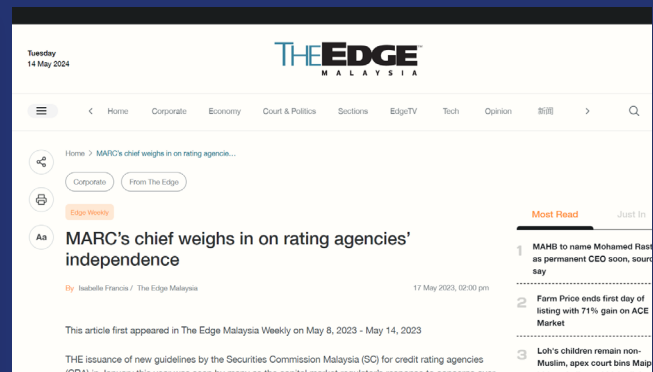 Tuesday
14 May 2024
THE EDGE
MALAYSIA
Home Corporate Economy Court & Politics Sections EdgeTV Tech Opinion 新闻
Home > MARC's chief weighs in on rating agencie...
Corporate From The Edge
Edge Weekly
Aa
MARC's chief weighs in on rating agencies'
independence
By Isabelle Francis / The Edge Malaysia
17 May 2023, 02:00 pm
This article first appeared in The Edge Malaysia Weekly on May 8, 2023 - May 14, 2023
THE issuance of new guidelines by the Securities Commission Malaysia (SC) for credit rating agencies
Most Read Just In
1 MAHB to name Mohamed Rast
as permanent CEO soon, sourc
say
2 Farm Price ends first day of
listing with 71% gain on ACE
Market
3 Loh's children remain non-
Muslim, apex court bins Maip